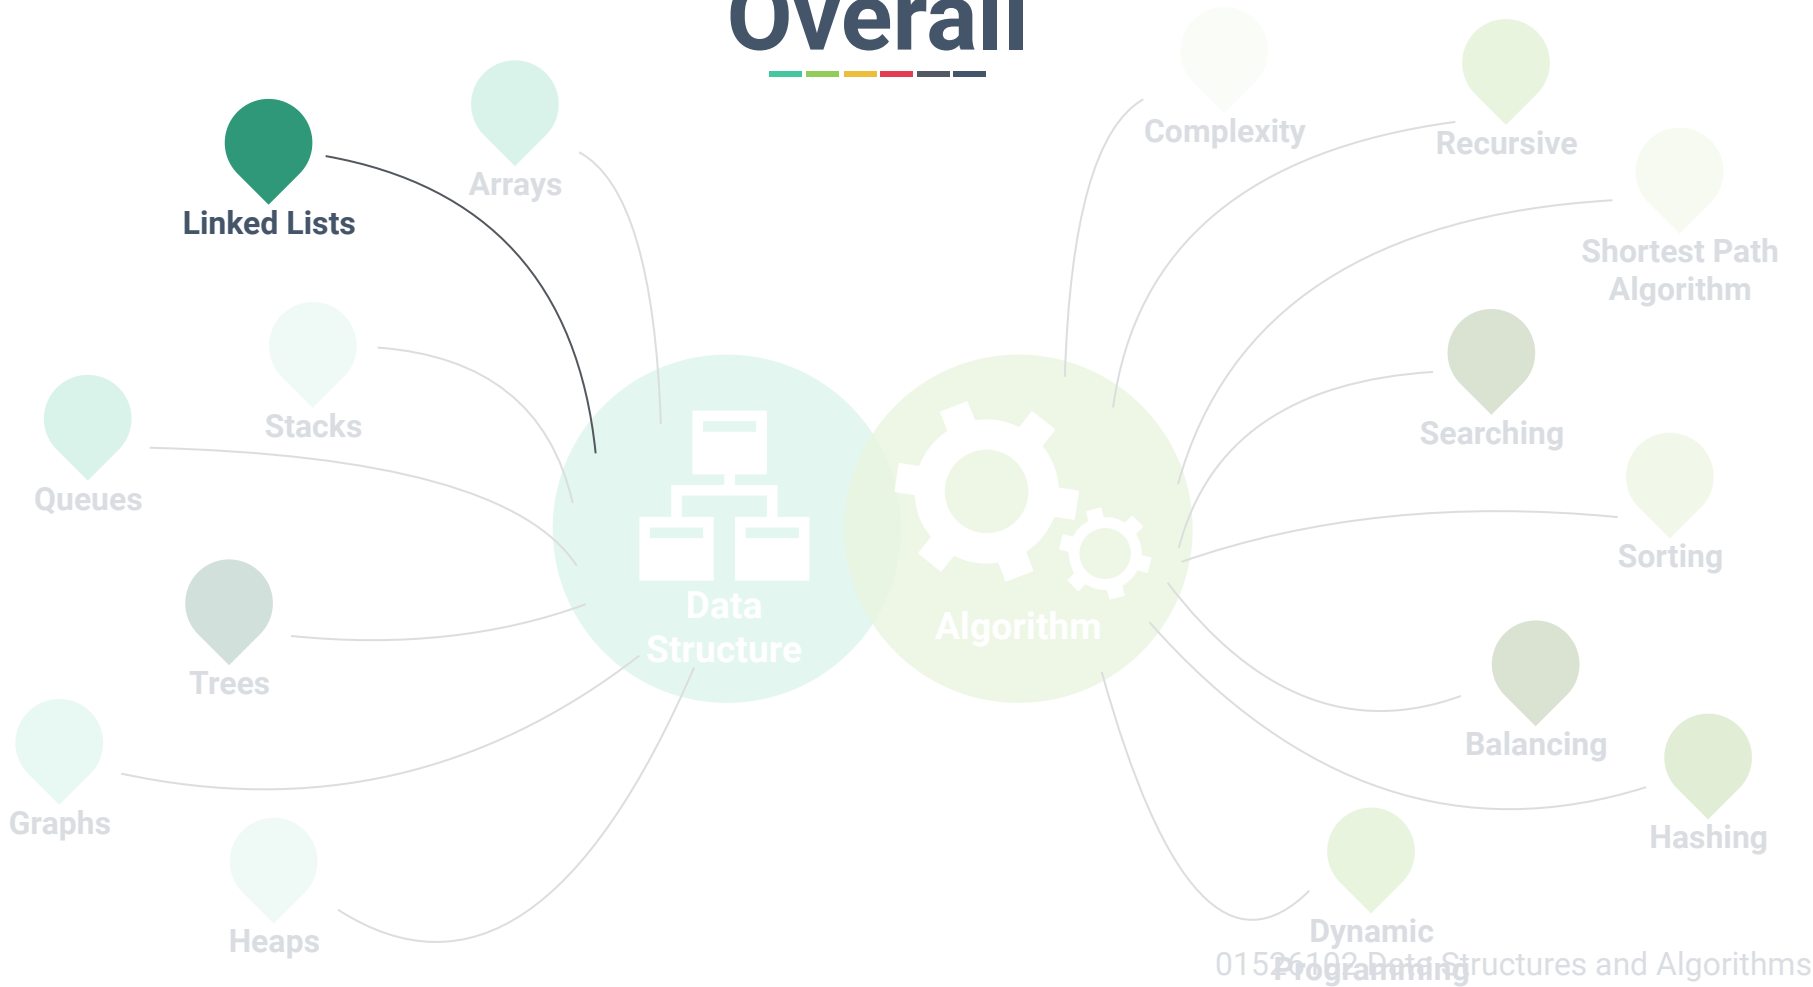 Overall
Linked Lists
Arrays
Complexity
Recursive
Shortest Path
Algorithm
Stacks
Searching
Queues
Sorting
Data
Structure
Algorithm
Trees
Balancing
Graphs
Hashing
Heaps
Dynamic
Programming
01526102 Data Structures and Algorithms